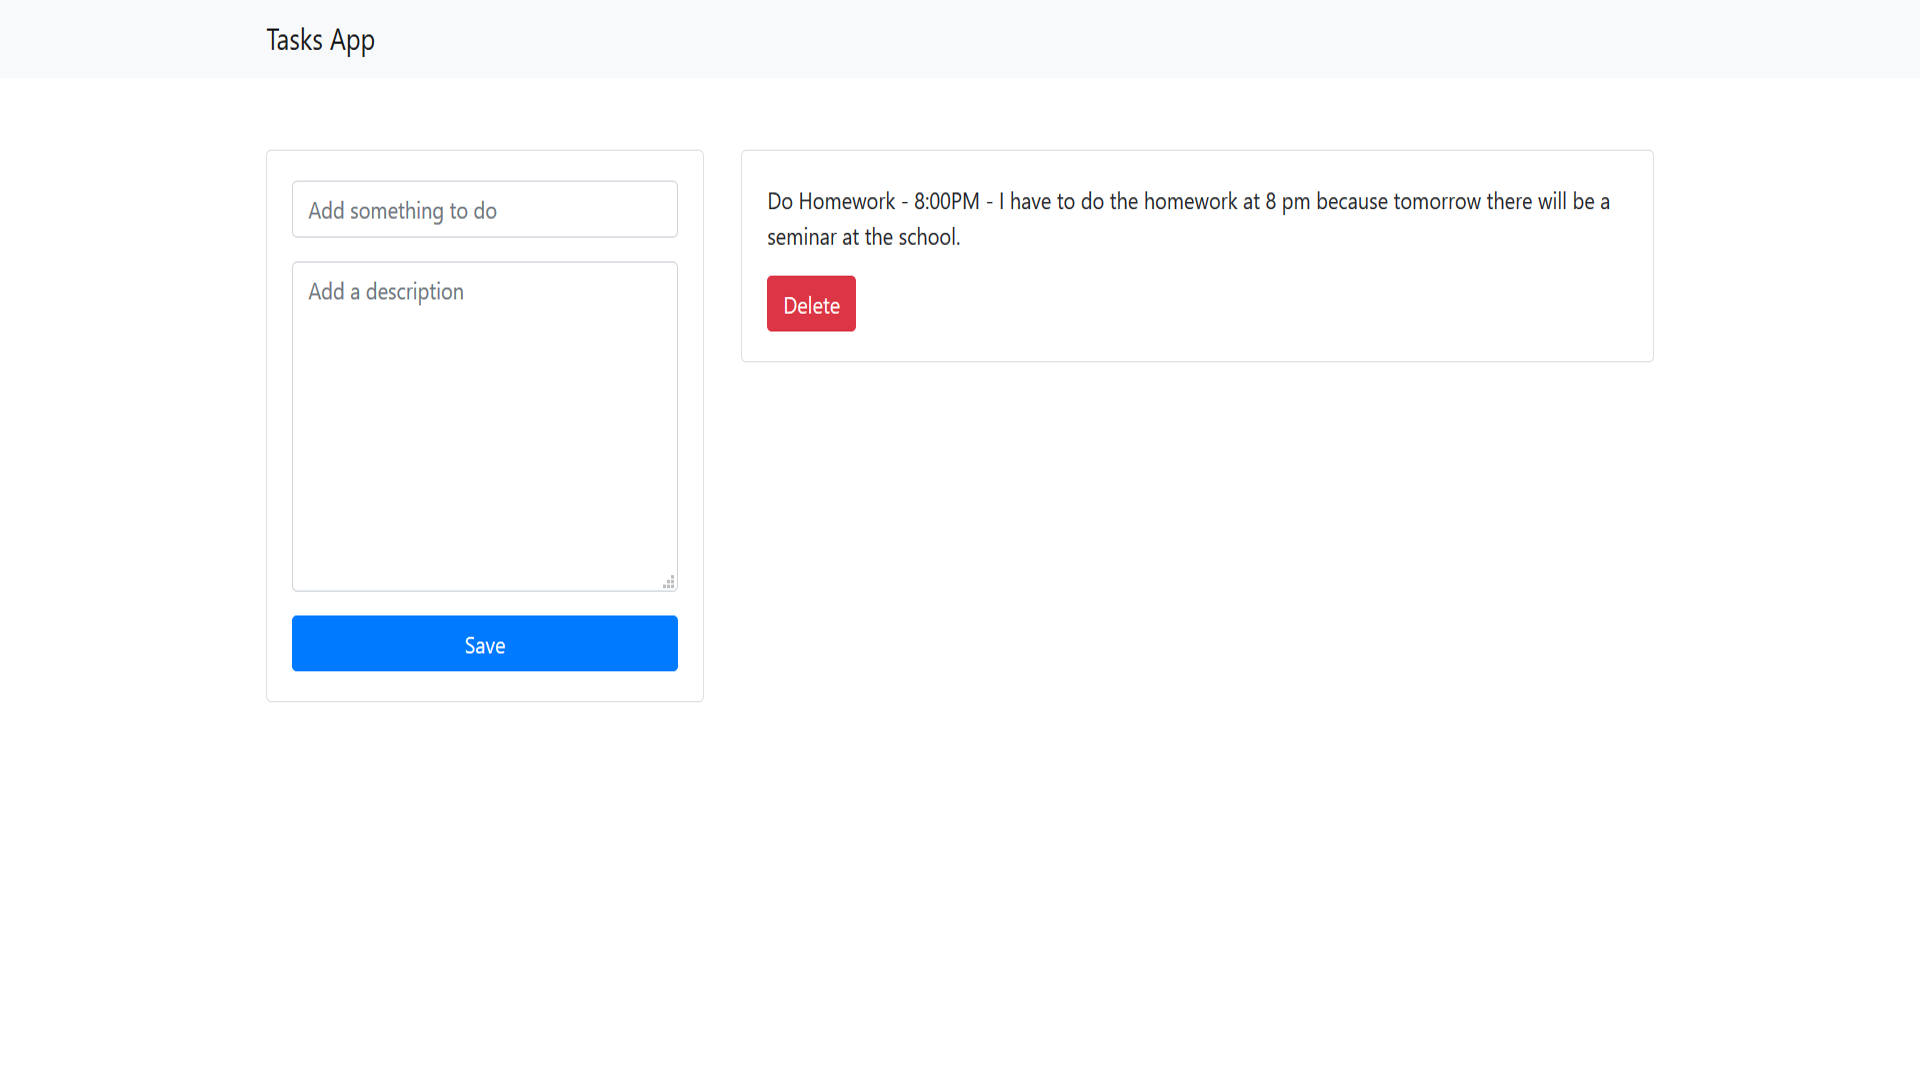 Tasks App
Add something to do
Add a description
Save
Do Homework - 8:00PM - I have to do the homework at 8 pm because tomorrow there will be a
seminar at the school.
Delete